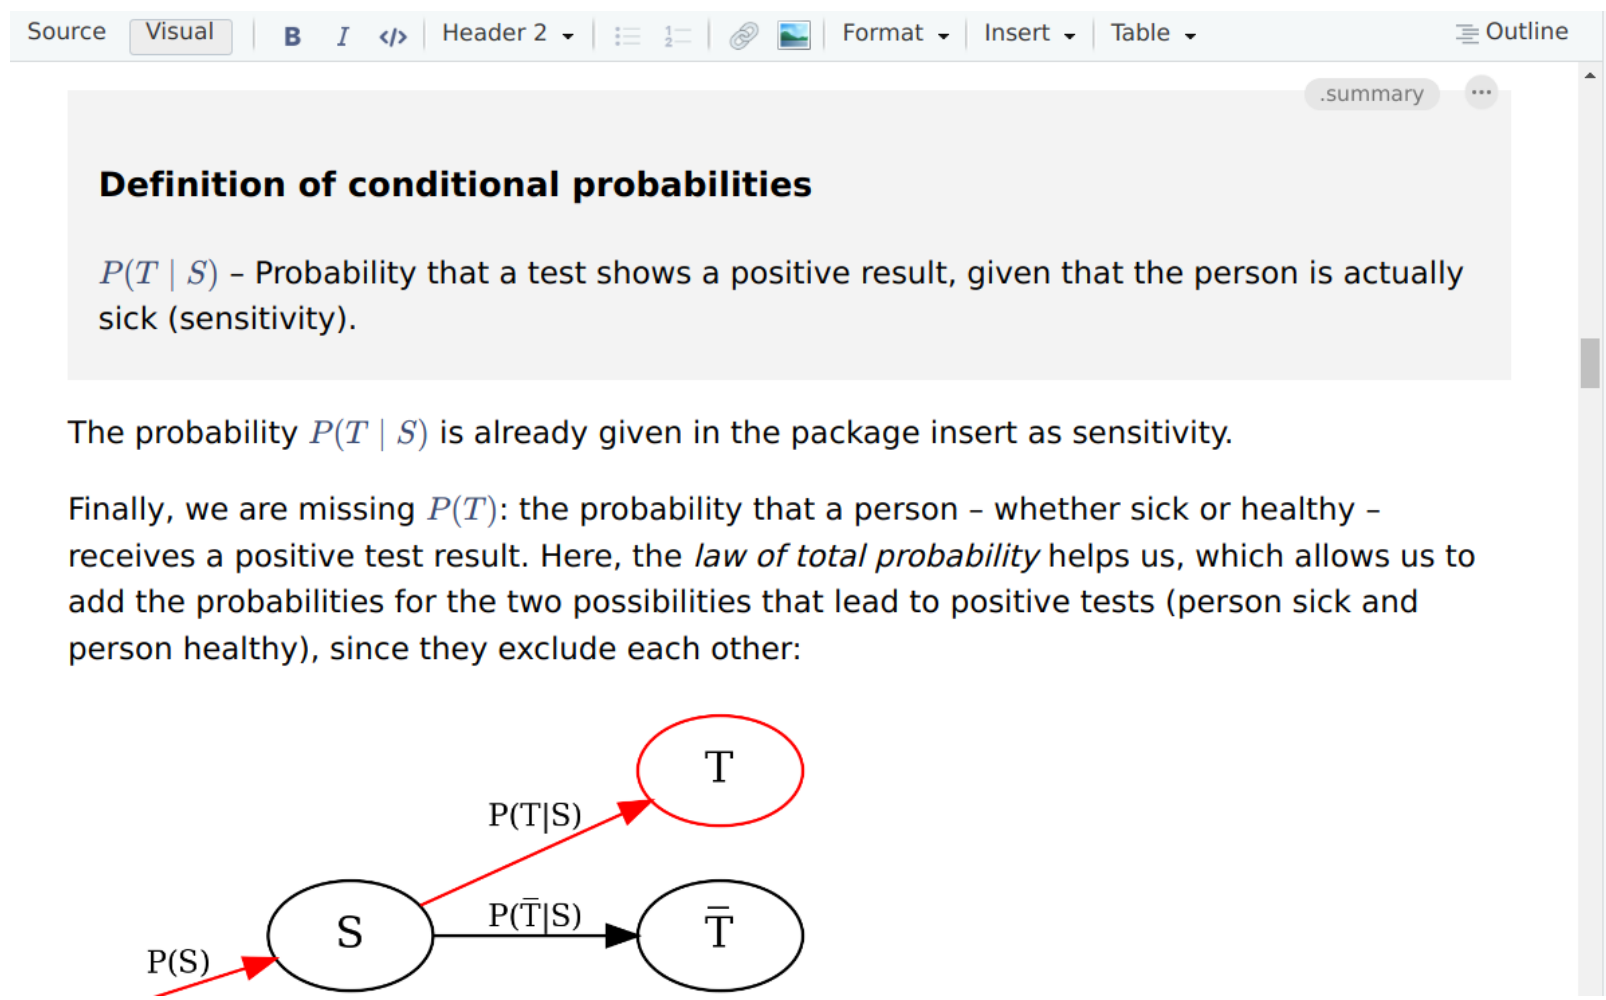 Source Visual B I </> Header 2 Format Insert Table Outline
.summary ···
Definition of conditional probabilities
P(T | S) – Probability that a test shows a positive result, given that the person is actually
sick (sensitivity).
The probability P(T | S) is already given in the package insert as sensitivity.
Finally, we are missing P(T): the probability that a person – whether sick or healthy –
receives a positive test result. Here, the law of total probability helps us, which allows us to
add the probabilities for the two possibilities that lead to positive tests (person sick and
person healthy), since they exclude each other:
T
P(T|S)
P(T̅|S)
S
T̅
P(S)